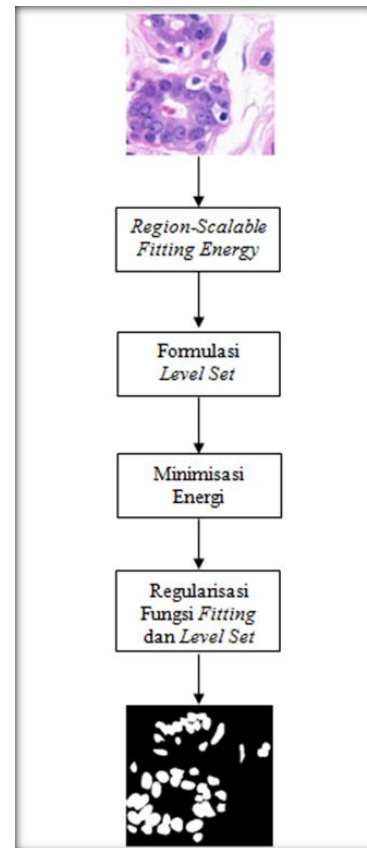 Region-Scalable
Fitting Energy
Formulasi
Level Set
Minimisasi
Energi
Regularisasi
Fungsi Fitting
dan Level Set